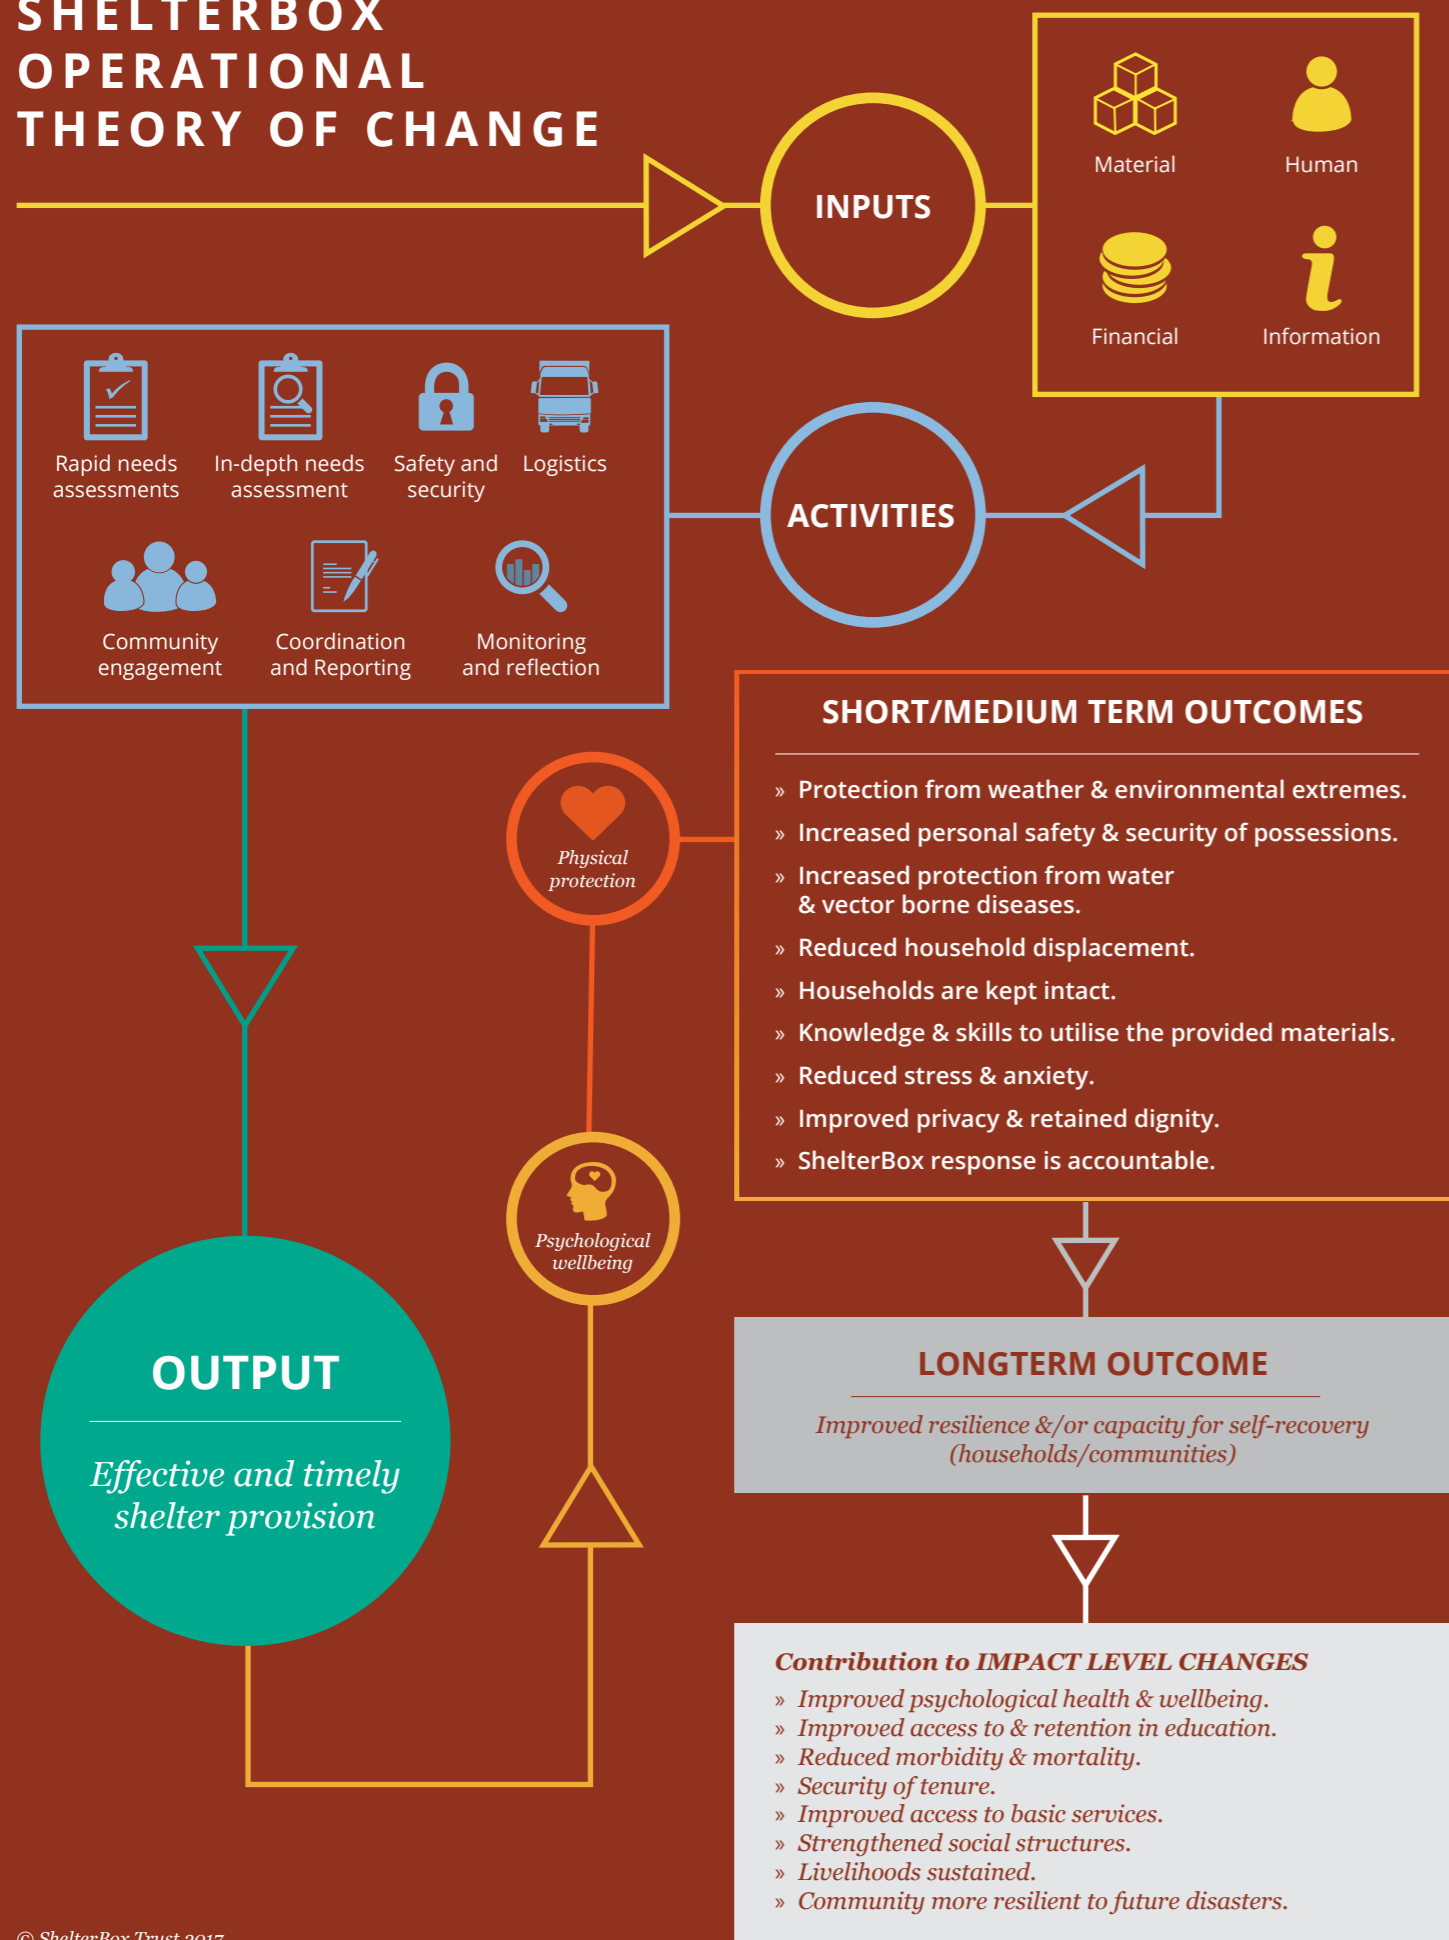 SHELTERBOX
OPERATIONAL
THEORY OF CHANGE
INPUTS
Material
Human
Financial
Information
ACTIVITIES
Rapid needs
assessments
In-depth needs
assessment
Safety and
security
Logistics
Community
engagement
Coordination
and Reporting
Monitoring
and reflection
OUTPUT
Effective and timely
shelter provision
Physical
protection
Psychological
wellbeing
SHORT/MEDIUM TERM OUTCOMES
» Protection from weather & environmental extremes.
» Increased personal safety & security of possessions.
» Increased protection from water
& vector borne diseases.
» Reduced household displacement.
» Households are kept intact.
» Knowledge & skills to utilise the provided materials.
» Reduced stress & anxiety.
» Improved privacy & retained dignity.
» ShelterBox response is accountable.
LONGTERM OUTCOME
Improved resilience &/or capacity for self-recovery
(households/communities)
Contribution to IMPACT LEVEL CHANGES
» Improved psychological health & wellbeing.
» Improved access to & retention in education.
» Reduced morbidity & mortality.
» Security of tenure.
» Improved access to basic services.
» Strengthened social structures.
» Livelihoods sustained.
» Community more resilient to future disasters.
© ShelterBox Trust 2017